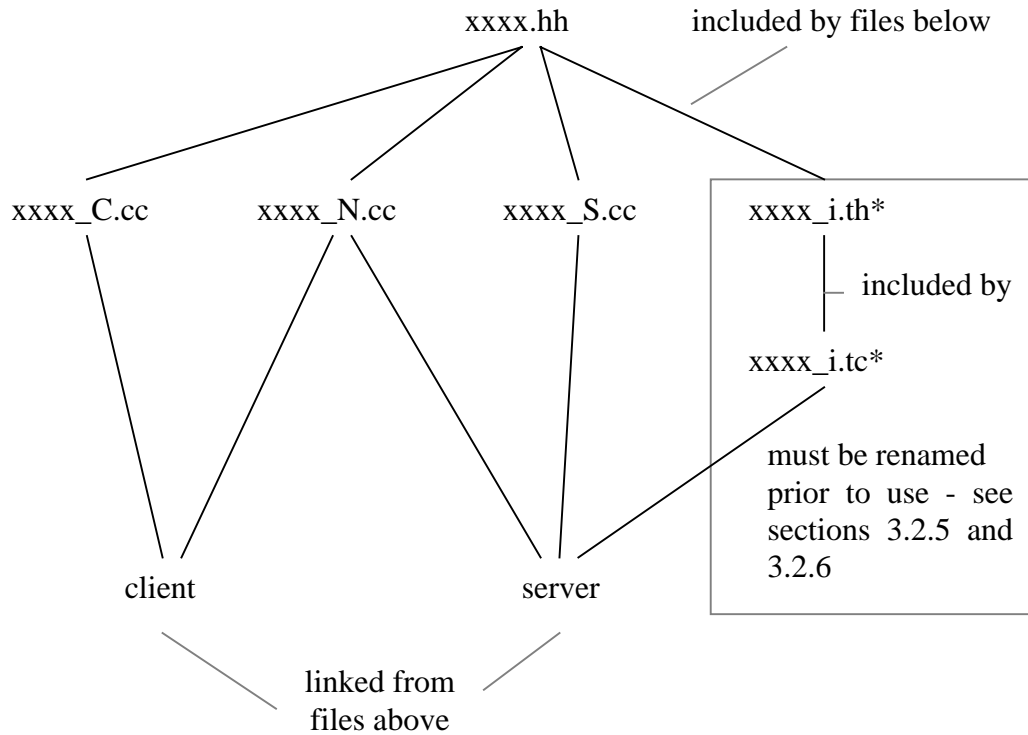 xxxx.hh
included by files below
xxxx_C.cc
xxxx_N.cc
xxxx_S.cc
xxxx_i.th*
included by
xxxx_i.tc*
must be renamed
prior to use - see
sections 3.2.5 and
3.2.6
client
server
linked from
files above